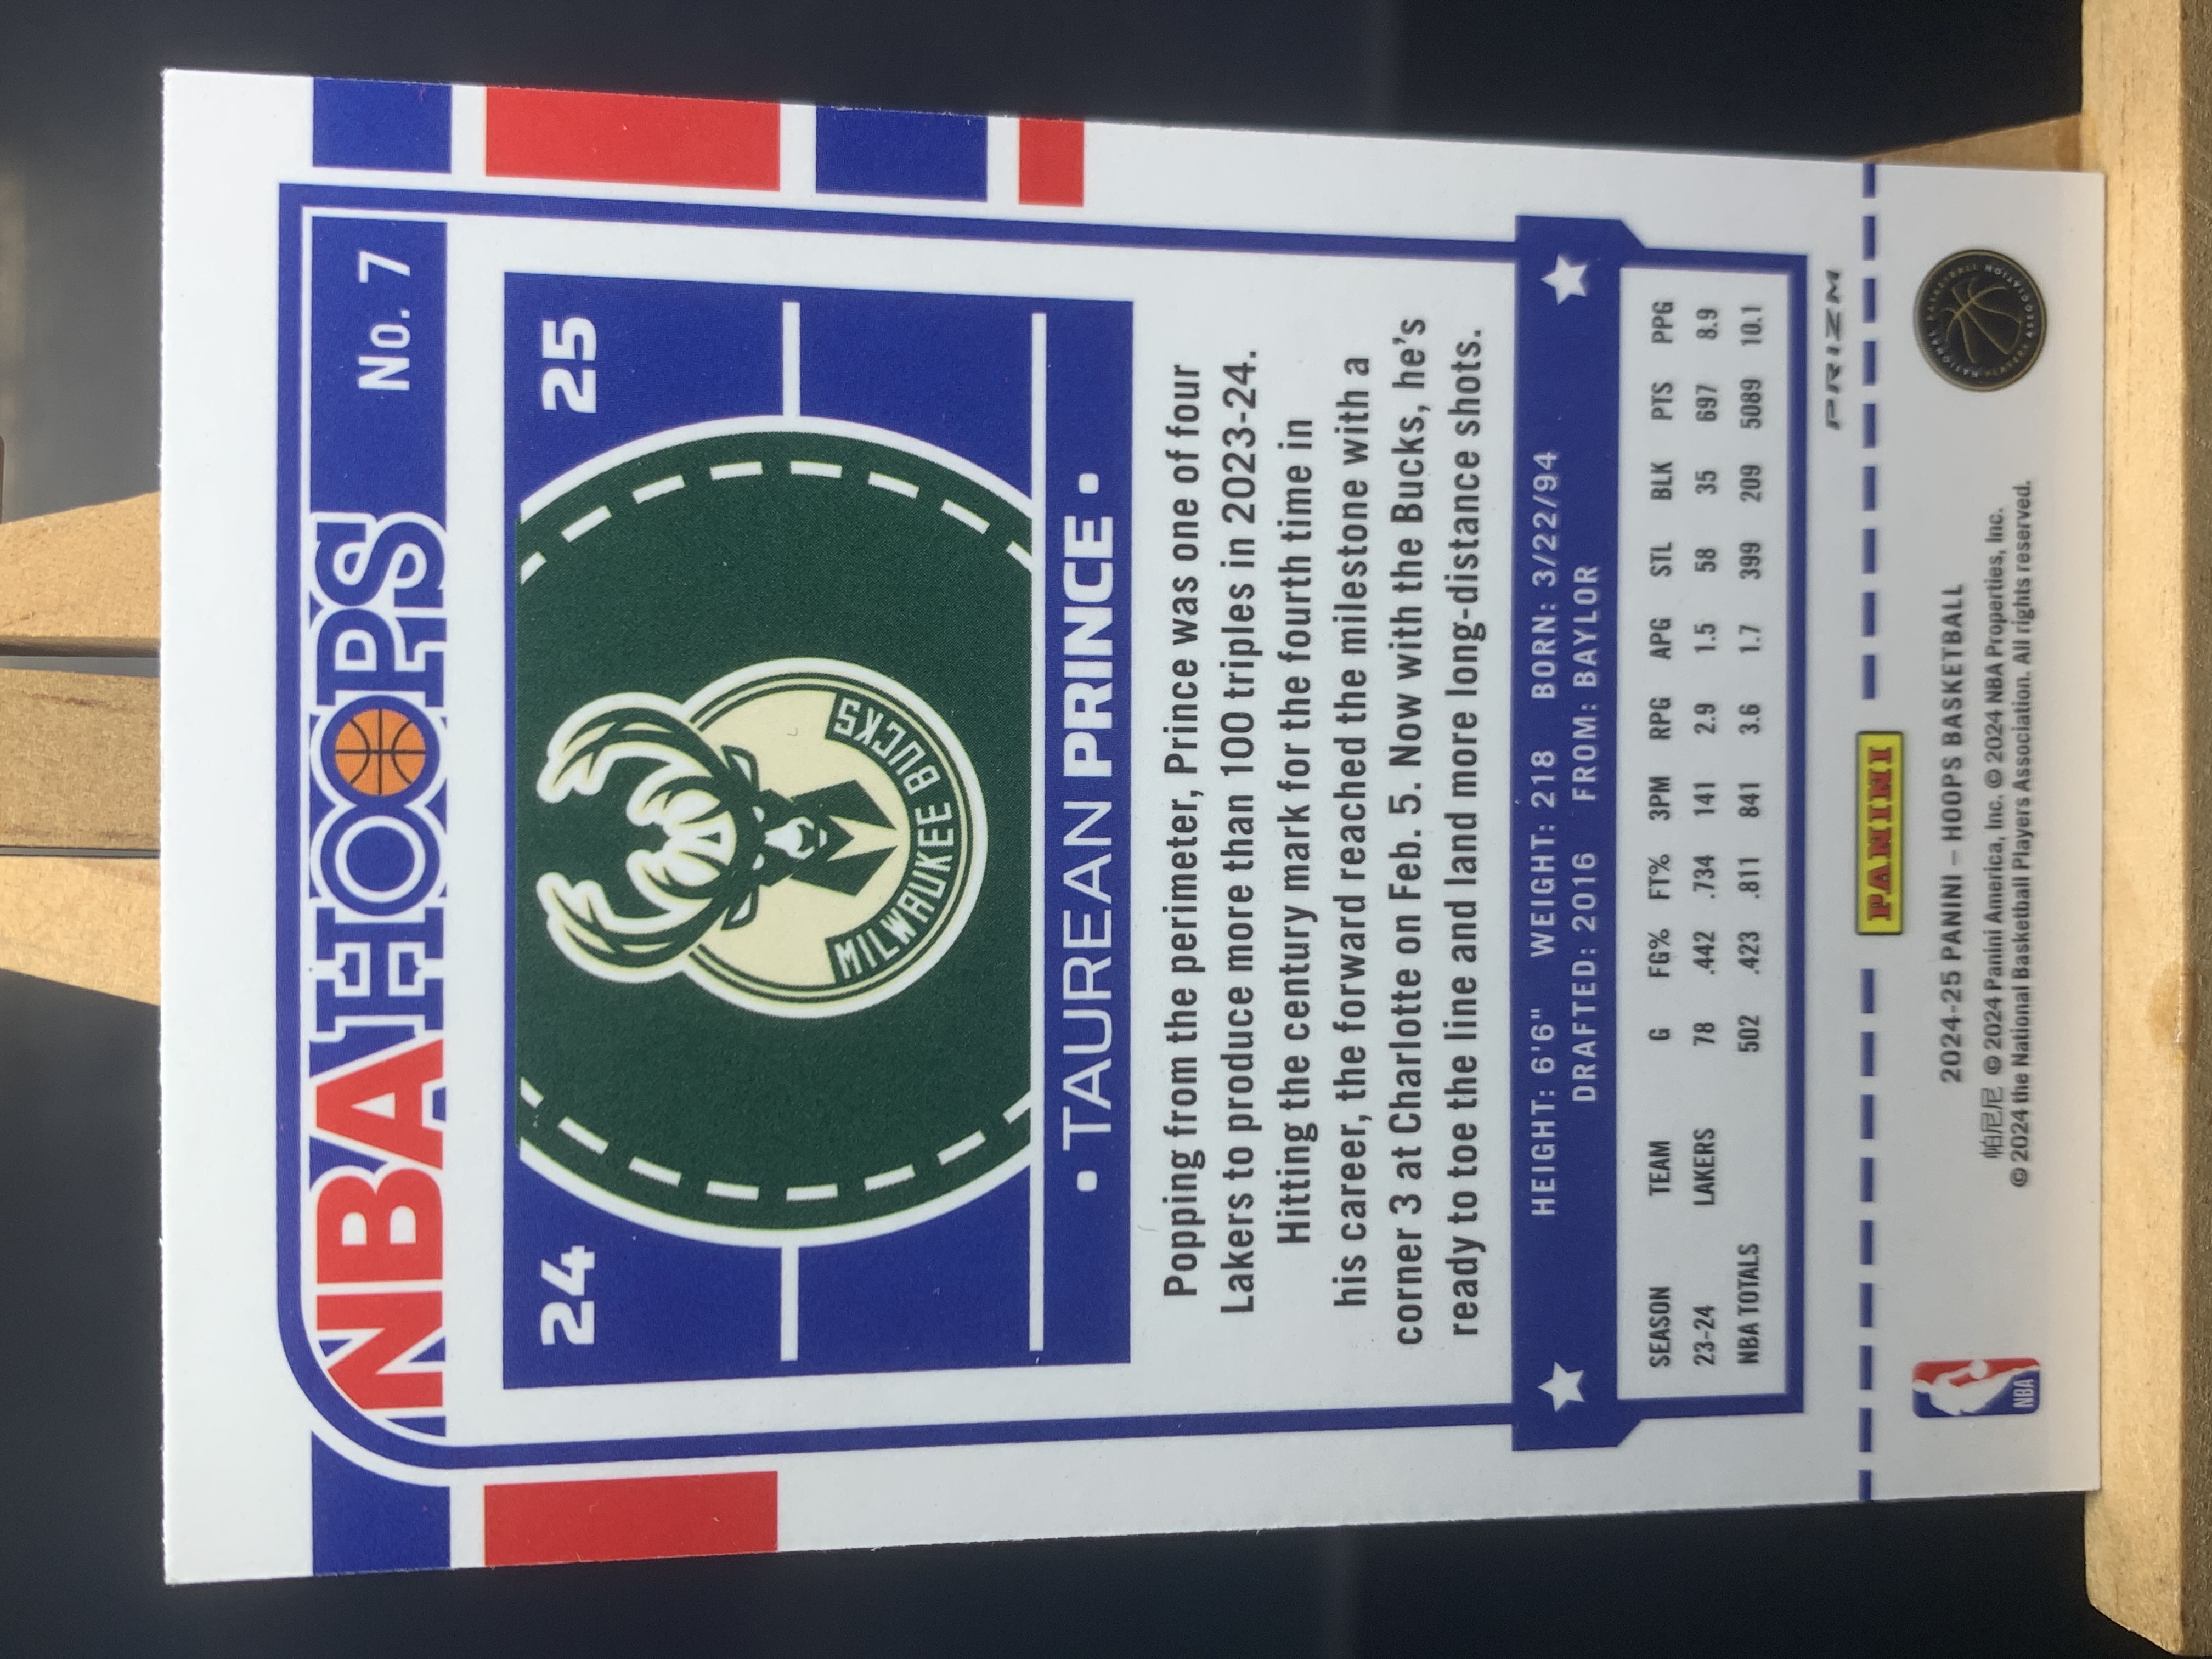 NBA HOOPS No. 7
24 25
MILWAUKEE BUCKS
• TAUREAN PRINCE •
Popping from the perimeter, Prince was one of four
Lakers to produce more than 100 triples in 2023-24.
Hitting the century mark for the fourth time in
his career, the forward reached the milestone with a
corner 3 at Charlotte on Feb. 5. Now with the Bucks, he's
ready to toe the line and land more long-distance shots.
HEIGHT: 6'6" WEIGHT: 218 BORN: 3/22/94
DRAFTED: 2016 FROM: BAYLOR
SEASON TEAM G FG% FT% 3PM RPG APG STL BLK PTS PPG
23-24 LAKERS 78 .442 .734 141 2.9 1.5 58 35 697 8.9
NBA TOTALS 502 .423 .811 841 3.6 1.7 399 209 5089 10.1
PRIZM
PANINI
NBA
2024-25 PANINI – HOOPS BASKETBALL
帕尼尼 © 2024 Panini America, Inc. © 2024 NBA Properties, Inc.
© 2024 the National Basketball Players Association. All rights reserved.
NATIONAL BASKETBALL PLAYERS ASSOCIATION